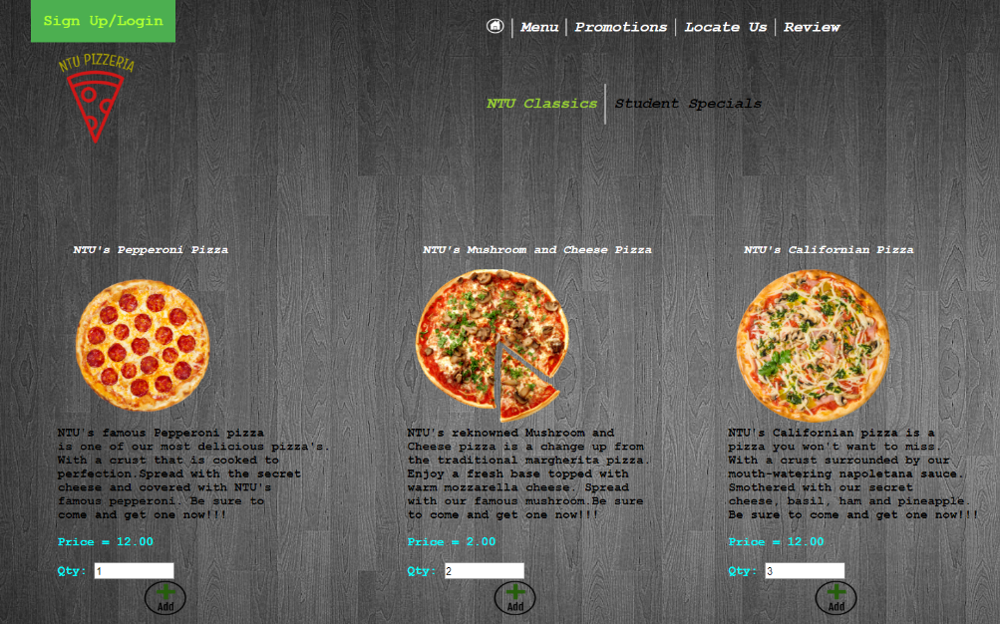 Sign Up/Login
Menu Promotions Locate Us Review
NTU PIZZERIA
NTU Classics Student Specials
NTU's Pepperoni Pizza
NTU's famous Pepperoni pizza
is one of our most delicious pizza's.
With a crust that is cooked to
perfection.Spread with the secret
cheese and covered with NTU's
famous pepperoni. Be sure to
come and get one now!!!
Price = 12.00
Qty: 1
Add
NTU's Mushroom and Cheese Pizza
NTU's reknowned Mushroom and
Cheese pizza is a change up from
the traditional margherita pizza.
Enjoy a fresh base topped with
warm mozzarella cheese. Spread
with our famous mushroom.Be sure
to come and get one now!!!
Price = 2.00
Qty: 2
Add
NTU's Californian Pizza
NTU's Californian pizza is a
pizza you won't want to miss.
With a crust surrounded by our
mouth-watering napoletana sauce.
Smothered with our secret
cheese, basil, ham and pineapple.
Be sure to come and get one now!!!
Price = 12.00
Qty: 3
Add